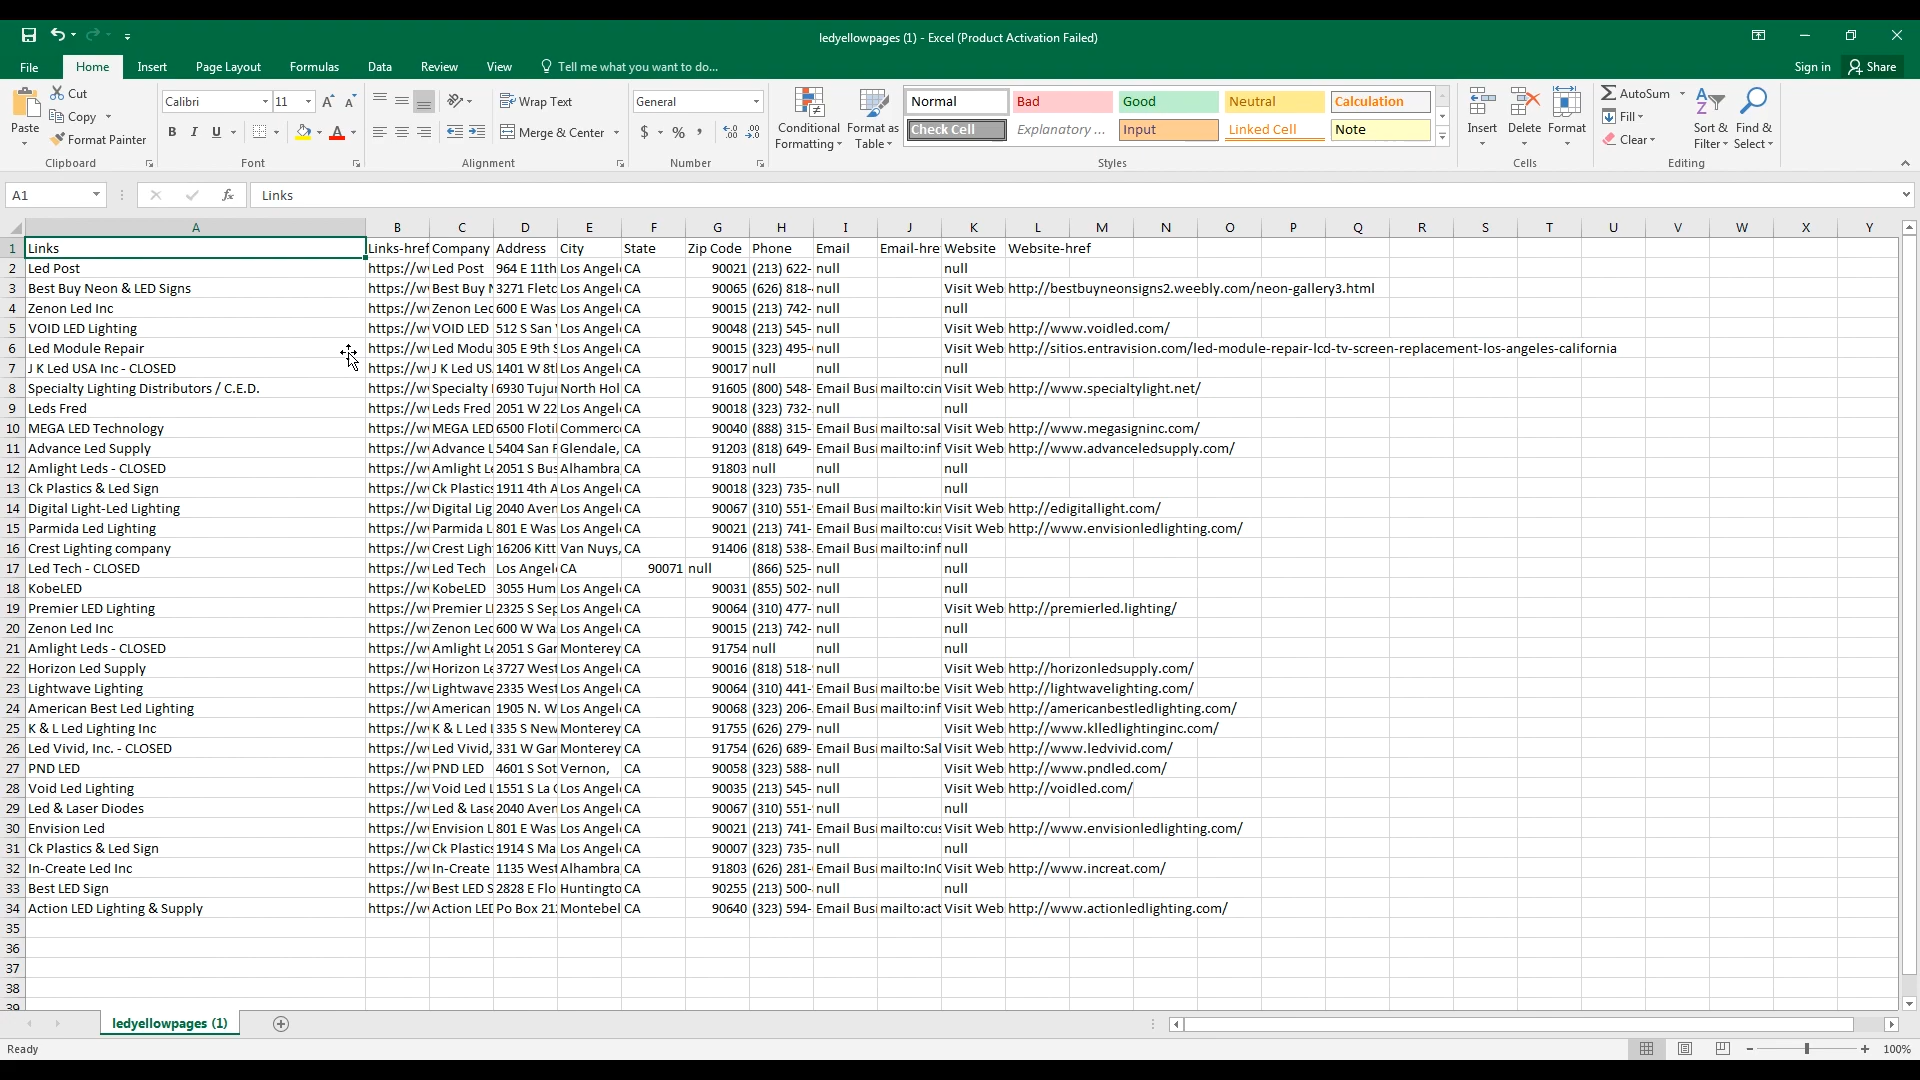 ledyellowpages (1) - Excel (Product Activation Failed)
File Home Insert Page Layout Formulas Data Review View Tell me what you want to do... Sign in Share
Paste Cut Copy Format Painter Clipboard
Calibri 11 B I U Font
Wrap Text Merge & Center Alignment
General $ % , Number
Conditional Formatting Format as Table
Normal Bad Good Neutral Calculation
Check Cell Explanatory ... Input Linked Cell Note
Styles
Insert Delete Format Cells
AutoSum Fill Clear Sort & Filter Find & Select Editing
A1 fx Links
A B C D E F G H I J K L M N O P Q R S T U V W X Y
1 Links Links-href Company Address City State Zip Code Phone Email Email-hre Website Website-href
2 Led Post https://w Led Post 964 E 11th Los Angel CA 90021 (213) 622- null null
3 Best Buy Neon & LED Signs https://w Best Buy 3271 Fletc Los Angel CA 90065 (626) 818- null Visit Web http://bestbuyneonsigns2.weebly.com/neon-gallery3.html
4 Zenon Led Inc https://w Zenon Led 600 E Was Los Angel CA 90015 (213) 742- null null
5 VOID LED Lighting https://w VOID LED 512 S San Los Angel CA 90048 (213) 545- null Visit Web http://www.voidled.com/
6 Led Module Repair https://w Led Modu 305 E 9th S Los Angel CA 90015 (323) 495- null Visit Web http://sitios.entravision.com/led-module-repair-lcd-tv-screen-replacement-los-angeles-california
7 J K Led USA Inc - CLOSED https://w J K Led US 1401 W 8t Los Angel CA 90017 null null null
8 Specialty Lighting Distributors / C.E.D. https://w Specialty 6930 Tuju North Hol CA 91605 (800) 548- Email Busi mailto:cin Visit Web http://www.specialtylight.net/
9 Leds Fred https://w Leds Fred 2051 W 22 Los Angel CA 90018 (323) 732- null null
10 MEGA LED Technology https://w MEGA LED 6500 Floti Commerc CA 90040 (888) 315- Email Busi mailto:sal Visit Web http://www.megasigninc.com/
11 Advance Led Supply https://w Advance L 5404 San F Glendale, CA 91203 (818) 649- Email Busi mailto:inf Visit Web http://www.advanceledsupply.com/
12 Amlight Leds - CLOSED https://w Amlight Le 2051 S Bus Alhambra CA 91803 null null null
13 Ck Plastics & Led Sign https://w Ck Plastics 1911 4th A Los Angel CA 90018 (323) 735- null null
14 Digital Light-Led Lighting https://w Digital Lig 2040 Aven Los Angel CA 90067 (310) 551- Email Busi mailto:kin Visit Web http://edigitallight.com/
15 Parmida Led Lighting https://w Parmida L 801 E Was Los Angel CA 90021 (213) 741- Email Busi mailto:cus Visit Web http://www.envisionledlighting.com/
16 Crest Lighting company https://w Crest Ligh 16206 Kitt Van Nuys, CA 91406 (818) 538- Email Busi mailto:inf null
17 Led Tech - CLOSED https://w Led Tech Los Angel CA 90071 null (866) 525- null null
18 KobeLED https://w KobeLED 3055 Hum Los Angel CA 90031 (855) 502- null null
19 Premier LED Lighting https://w Premier L 2325 S Sep Los Angel CA 90064 (310) 477- null Visit Web http://premierled.lighting/
20 Zenon Led Inc https://w Zenon Led 600 W Wa Los Angel CA 90015 (213) 742- null null
21 Amlight Leds - CLOSED https://w Amlight Le 2051 S Gar Monterey CA 91754 null null null
22 Horizon Led Supply https://w Horizon Le 3727 West Los Angel CA 90016 (818) 518- null Visit Web http://horizonledsupply.com/
23 Lightwave Lighting https://w Lightwave 2335 West Los Angel CA 90064 (310) 441- Email Busi mailto:be Visit Web http://lightwavelighting.com/
24 American Best Led Lighting https://w American 1905 N. W Los Angel CA 90068 (323) 206- Email Busi mailto:inf Visit Web http://americanbestledlighting.com/
25 K & L Led Lighting Inc https://w K & L Led L 335 S New Monterey CA 91755 (626) 279- null Visit Web http://www.klledlightinginc.com/
26 Led Vivid, Inc. - CLOSED https://w Led Vivid, 331 W Gar Monterey CA 91754 (626) 689- Email Busi mailto:Sal Visit Web http://www.ledvivid.com/
27 PND LED https://w PND LED 4601 S Sot Vernon, CA 90058 (323) 588- null Visit Web http://www.pndled.com/
28 Void Led Lighting https://w Void Led L 1551 S La C Los Angel CA 90035 (213) 545- null Visit Web http://voidled.com/
29 Led & Laser Diodes https://w Led & Lase 2040 Aven Los Angel CA 90067 (310) 551- null null
30 Envision Led https://w Envision L 801 E Was Los Angel CA 90021 (213) 741- Email Busi mailto:cus Visit Web http://www.envisionledlighting.com/
31 Ck Plastics & Led Sign https://w Ck Plastics 1914 S Ma Los Angel CA 90007 (323) 735- null null
32 In-Create Led Inc https://w In-Create 1135 West Alhambra CA 91803 (626) 281- Email Busi mailto:InC Visit Web http://www.increat.com/
33 Best LED Sign https://w Best LED S 2828 E Flo Huntingto CA 90255 (213) 500- null null
34 Action LED Lighting & Supply https://w Action LED Po Box 21 Montebel CA 90640 (323) 594- Email Busi mailto:act Visit Web http://www.actionledlighting.com/
35
36
37
38
39
ledyellowpages (1)
Ready 100%